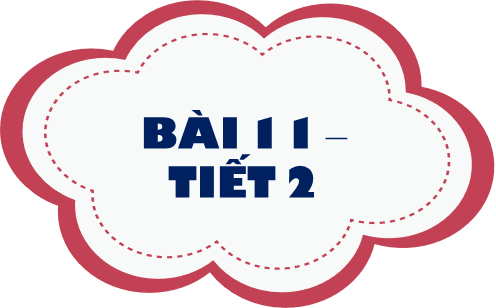 BÀI 11 –
TIẾT 2